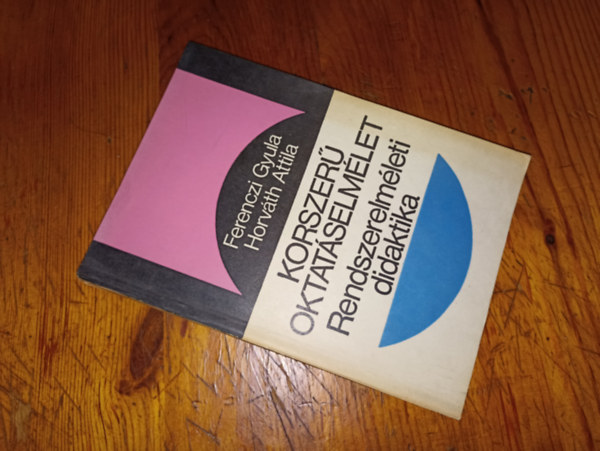 Ferenczi Gyula
Horváth Attila
KORSZERŰ
OKTATÁSELMÉLET
Rendszerelméleti
didaktika